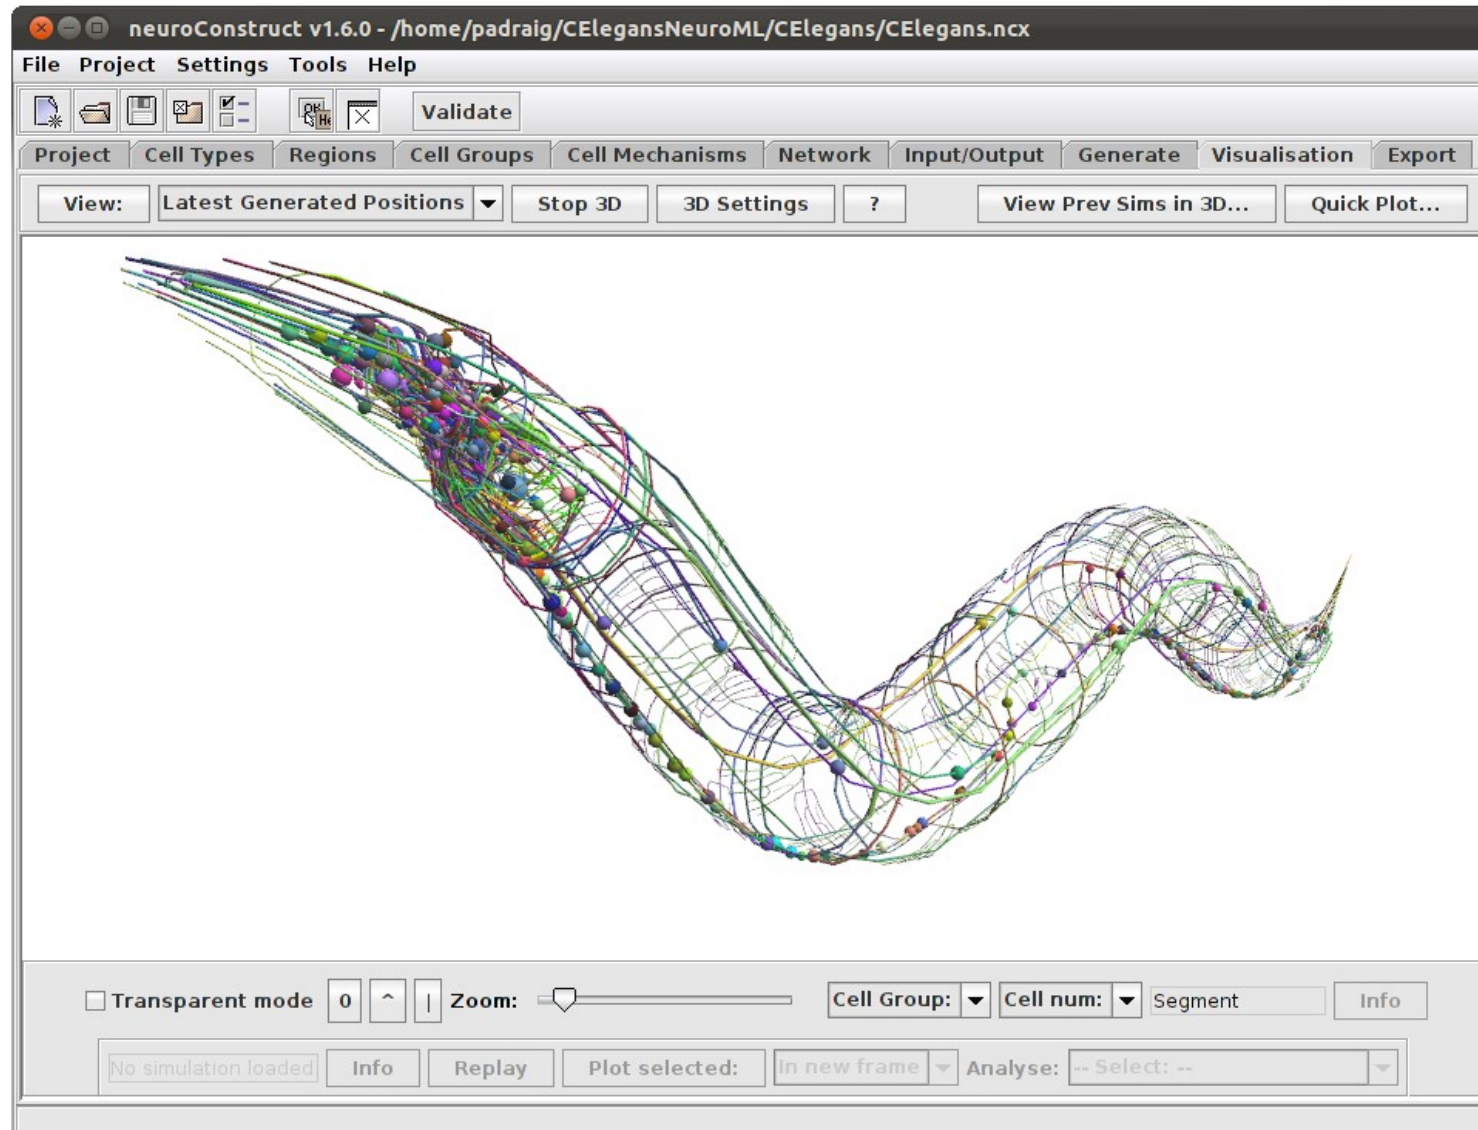 neuroConstruct v1.6.0 - /home/padraig/CElegansNeuroML/CElegans/CElegans.ncx
File Project Settings Tools Help
Validate
Project Cell Types Regions Cell Groups Cell Mechanisms Network Input/Output Generate Visualisation Export
View: Latest Generated Positions Stop 3D 3D Settings ? View Prev Sims in 3D... Quick Plot...
Transparent mode 0 ^ | Zoom: Cell Group: Cell num: Segment Info
No simulation loaded Info Replay Plot selected: In new frame Analyse: -- Select: --